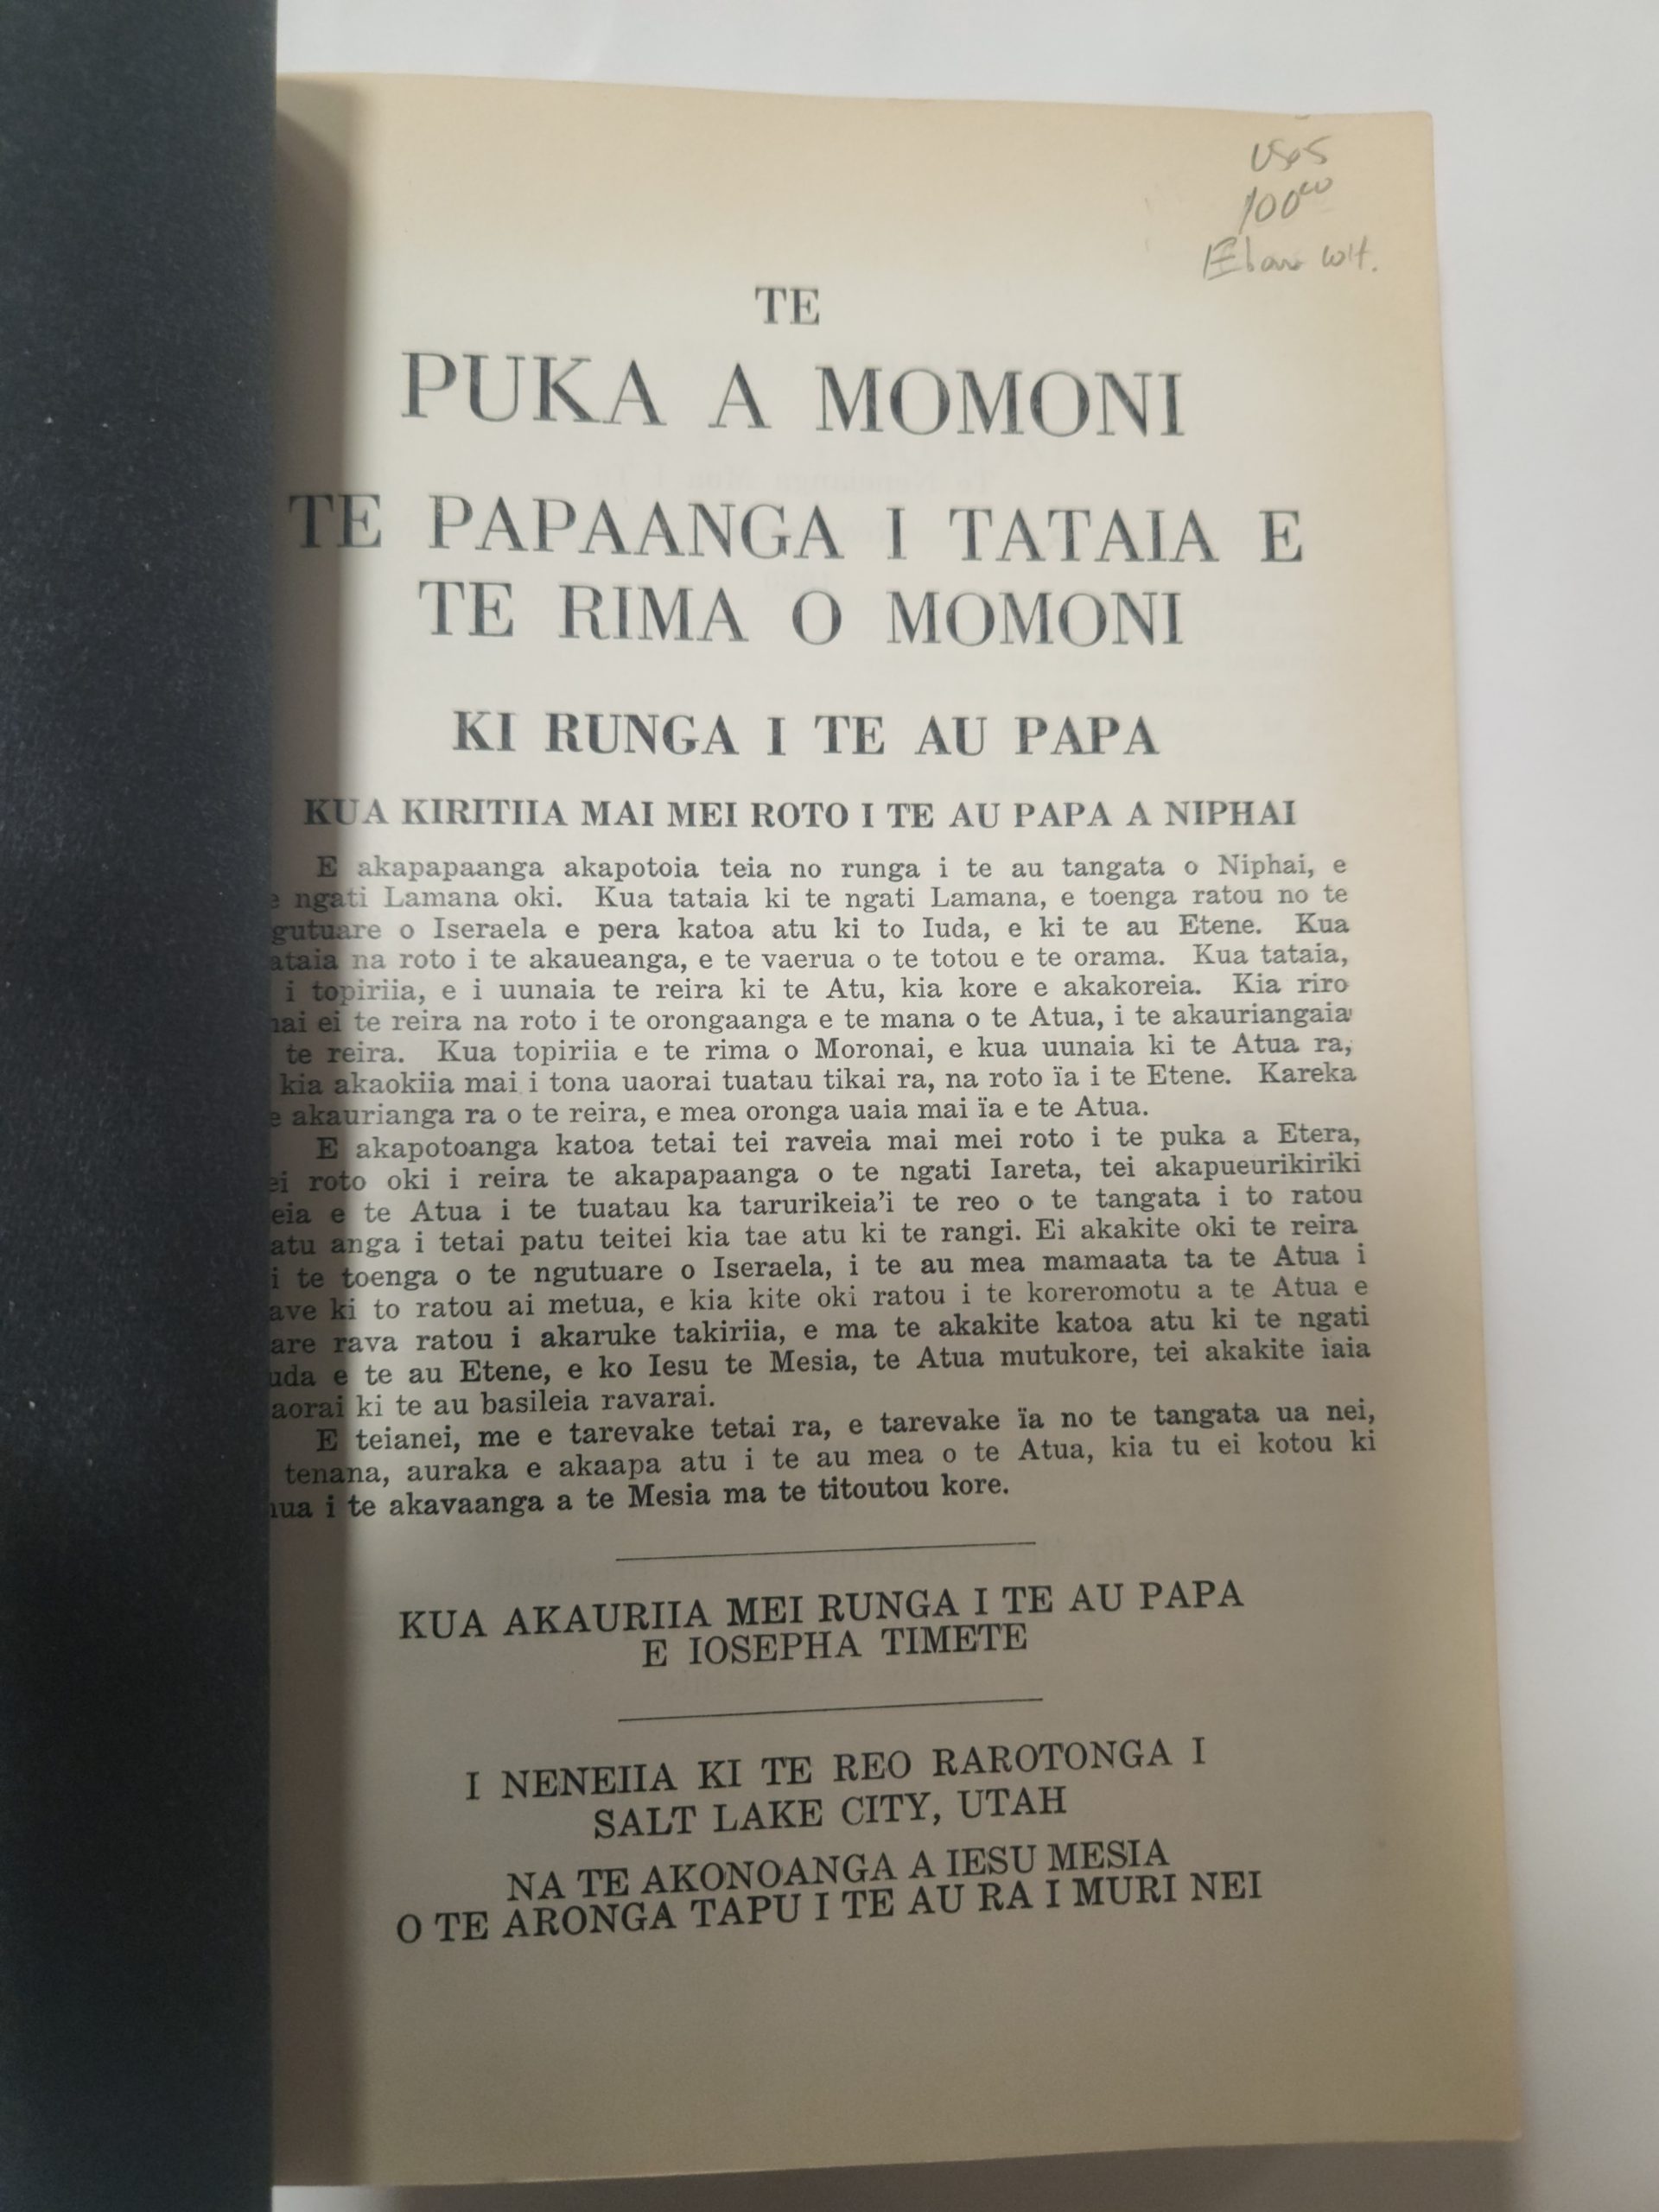 TE
PUKA A MOMONI
TE PAPAANGA I TATAIA E
TE RIMA O MOMONI
KI RUNGA I TE AU PAPA
KUA KIRITIIA MAI MEI ROTO I TE AU PAPA A NIPHAI
E akapapaanga akapotoia teia no runga i te au tangata o Niphai, e
ngati Lamana oki. Kua tataia ki te ngati Lamana, e toenga ratou no te
o Iseraela e pera katoa atu ki to Iuda, e ki te au Etene. Kua
na roto i te akaueanga, e te vaerua o te totou e te orama. Kua tataia,
i topiriia, e i uunaia te reira ki te Atu, kia kore e akakoreia. Kia riro
ei te reira na roto i te orongaanga e te mana o te Atua, i te akauriangaia
te reira. Kua topiriia e te rima o Moronai, e kua uunaia ki te Atua ra,
kia akaokiia mai i tona uaorai tuatau tikai ra, na roto ïa i te Etene. Kareka
akaurianga ra o te reira, e mea oronga uaia mai ïa e te Atua.
E akapotoanga katoa tetai tei raveia mai mei roto i te puka a Etera,
roto oki i reira te akapapaanga o te ngati Iareta, tei akapueurikiriki
e te Atua i te tuatau ka tarurikeia'i te reo o te tangata i to ratou
anga i tetai patu teitei kia tae atu ki te rangi. Ei akakite oki te reira
i te toenga o te ngutuare o Iseraela, i te au mea mamaata ta te Atua i
ki to ratou ai metua, e kia kite oki ratou i te koreromotu a te Atua e
rava ratou i akaruke takiriia, e ma te akakite katoa atu ki te ngati
e te au Etene, e ko Iesu te Mesia, te Atua mutukore, tei akakite iaia
ki te au basileia ravarai.
E teianei, me e tarevake tetai ra, e tarevake ïa no te tangata ua nei,
tenana, auraka e akaapa atu i te au mea o te Atua, kia tu ei kotou ki
i te akavaanga a te Mesia ma te titoutou kore.
KUA AKAURIIA MEI RUNGA I TE AU PAPA
E IOSEPHA TIMETE
I NENEIIA KI TE REO RAROTONGA I
SALT LAKE CITY, UTAH
NA TE AKONOANGA A IESU MESIA
O TE ARONGA TAPU I TE AU RA I MURI NEI